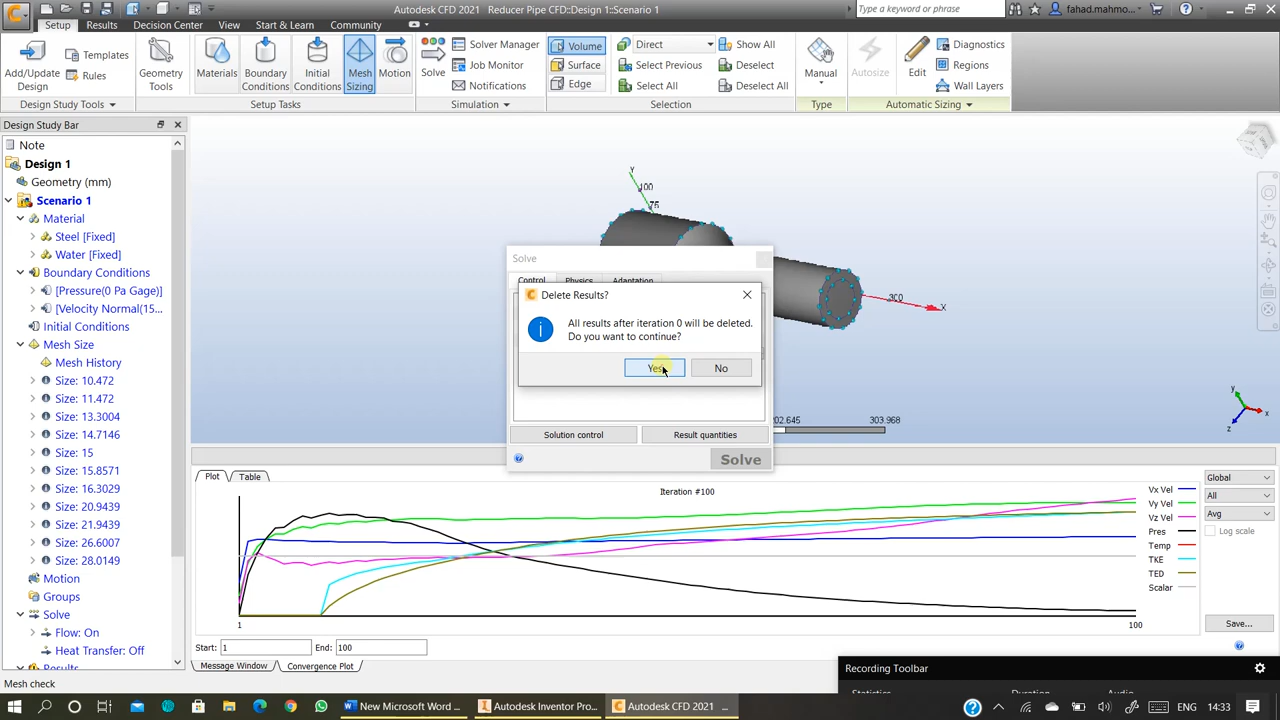 Autodesk CFD 2021   Reducer Pipe CFD::Design 1::Scenario 1
Type a keyword or phrase
fahad.mahmo...
Setup Results Decision Center View Start & Learn Community
Add/Update Design
Templates
Rules
Geometry Tools
Materials
Boundary Conditions
Initial Conditions
Mesh Sizing
Motion
Solve
Solver Manager
Job Monitor
Notifications
Volume
Surface
Edge
Direct
Select Previous
Select All
Show All
Deselect
Deselect All
Manual
Autosize
Edit
Diagnostics
Regions
Wall Layers
Design Study Tools
Setup Tasks
Simulation
Selection
Type
Automatic Sizing
Design Study Bar
Note
Design 1
Geometry (mm)
Scenario 1
Material
Steel [Fixed]
Water [Fixed]
Boundary Conditions
[Pressure(0 Pa Gage)]
[Velocity Normal(15...
Initial Conditions
Mesh Size
Mesh History
Size: 10.472
Size: 11.472
Size: 13.3004
Size: 14.7146
Size: 15
Size: 15.8571
Size: 16.3029
Size: 20.9439
Size: 21.9439
Size: 26.6007
Size: 28.0149
Motion
Groups
Solve
Flow: On
Heat Transfer: Off
Results
Mesh check
Y
100
75
300
X
202.645
303.968
y
x
z
Solve
Control Physics Adaptation
Delete Results?
All results after iteration 0 will be deleted.
Do you want to continue?
Yes
No
Solution control
Result quantities
Solve
Plot Table
Iteration #100
Vx Vel
Vy Vel
Vz Vel
Pres
Temp
TKE
TED
Scalar
Global
All
Avg
Log scale
Save...
1
100
Start: 1
End: 100
Message Window Convergence Plot
Recording Toolbar
New Microsoft Word ...
Autodesk Inventor Pro...
Autodesk CFD 2021 ...
ENG 14:33